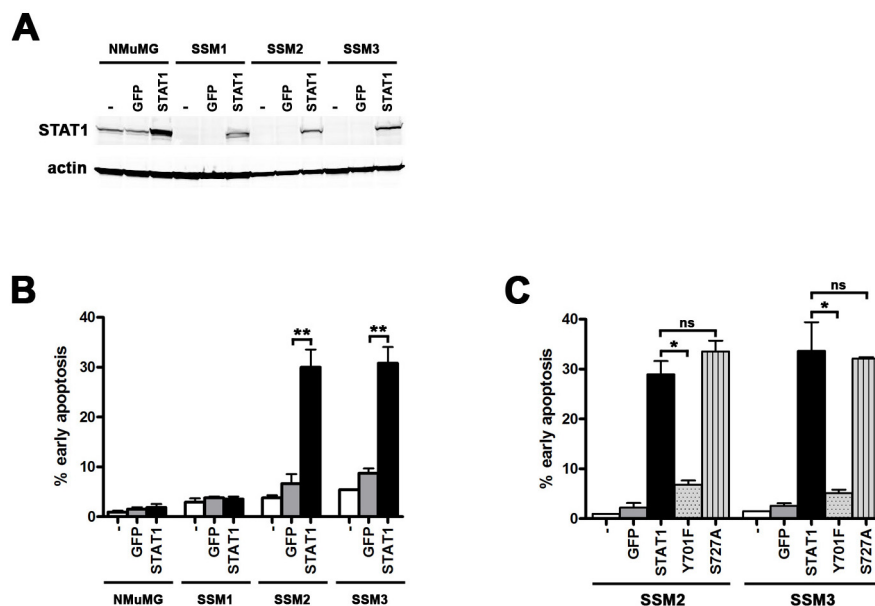 A
NMuMG SSM1 SSM2 SSM3
- GFP STAT1 - GFP STAT1 - GFP STAT1 - GFP STAT1
STAT1
actin
B
% early apoptosis
40
30
20
10
0
** **
- GFP STAT1 - GFP STAT1 - GFP STAT1 - GFP STAT1
NMuMG SSM1 SSM2 SSM3
C
% early apoptosis
40
30
20
10
0
ns ns
* *
- GFP STAT1 Y701F S727A - GFP STAT1 Y701F S727A
SSM2 SSM3